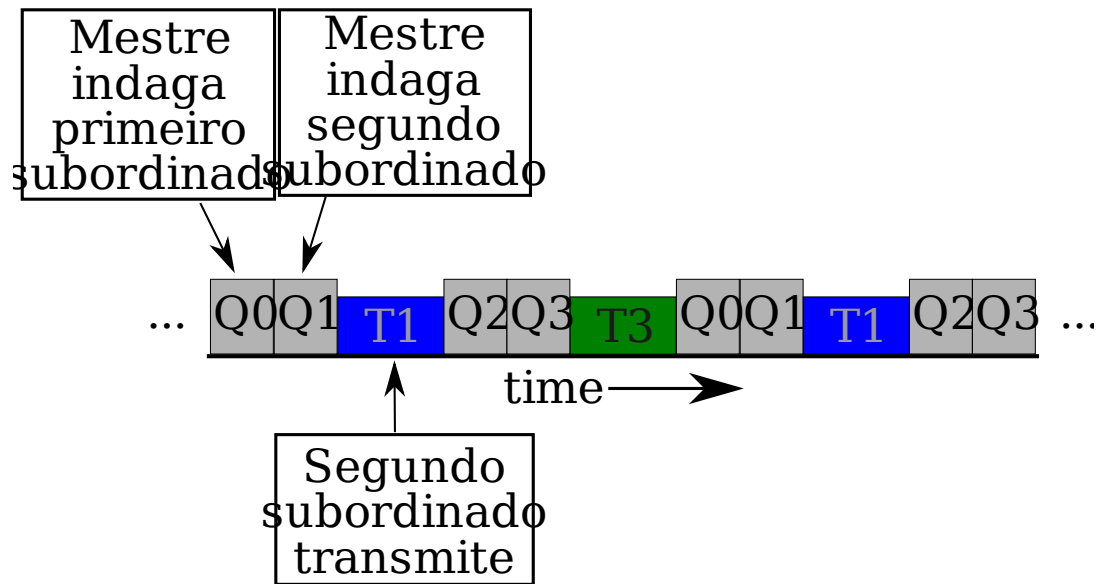 Mestre
indaga
primeiro
subordinado
Mestre
indaga
segundo
subordinado
... Q0 Q1 T1 Q2 Q3 T3 Q0 Q1 T1 Q2 Q3 ...
time
Segundo
subordinado
transmite